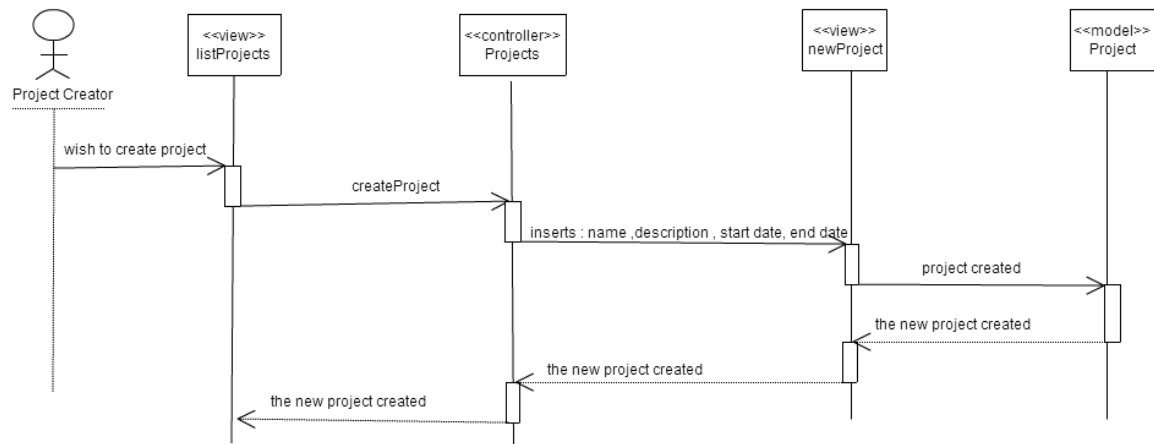 <<view>>
listProjects
<<controller>>
Projects
<<view>>
newProject
<<model>>
Project
Project Creator
wish to create project
createProject
inserts : name ,description , start date, end date
project created
the new project created
the new project created
the new project created